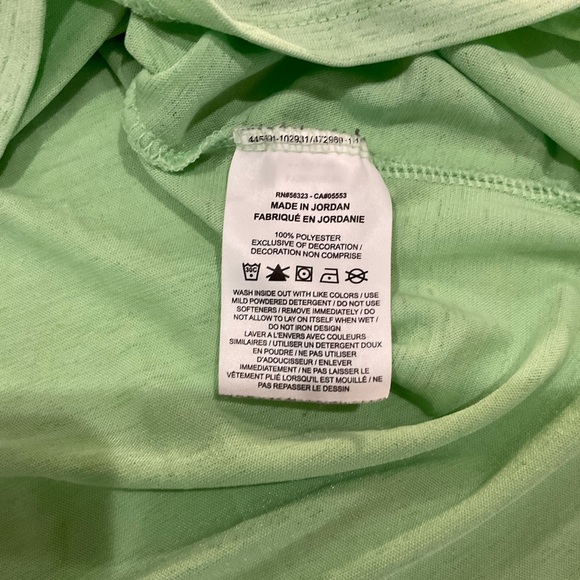 RN#56323 - CA#05553
MADE IN JORDAN
FABRIQUÉ EN JORDANIE
100% POLYESTER
EXCLUSIVE OF DECORATION /
DECORATION NON COMPRISE
30C
WASH INSIDE OUT WITH LIKE COLORS / USE
MILD POWDERED DETERGENT / DO NOT USE
SOFTENERS / REMOVE IMMEDIATELY / DO
NOT ALLOW TO LAY ON ITSELF WHEN WET /
DO NOT IRON DESIGN
LAVER A L'ENVERS AVEC COULEURS
SIMILAIRES / UTILISER UN DETERGENT DOUX
EN POUDRE / NE PAS UTILISER
D'ADOUCISSEUR / ENLEVER
IMMEDIATEMENT / NE PAS LAISSER LE
VÊTEMENT PLIÉ LORSQU'IL EST MOUILLÉ / NE
PAS REPASSER LE DESSIN